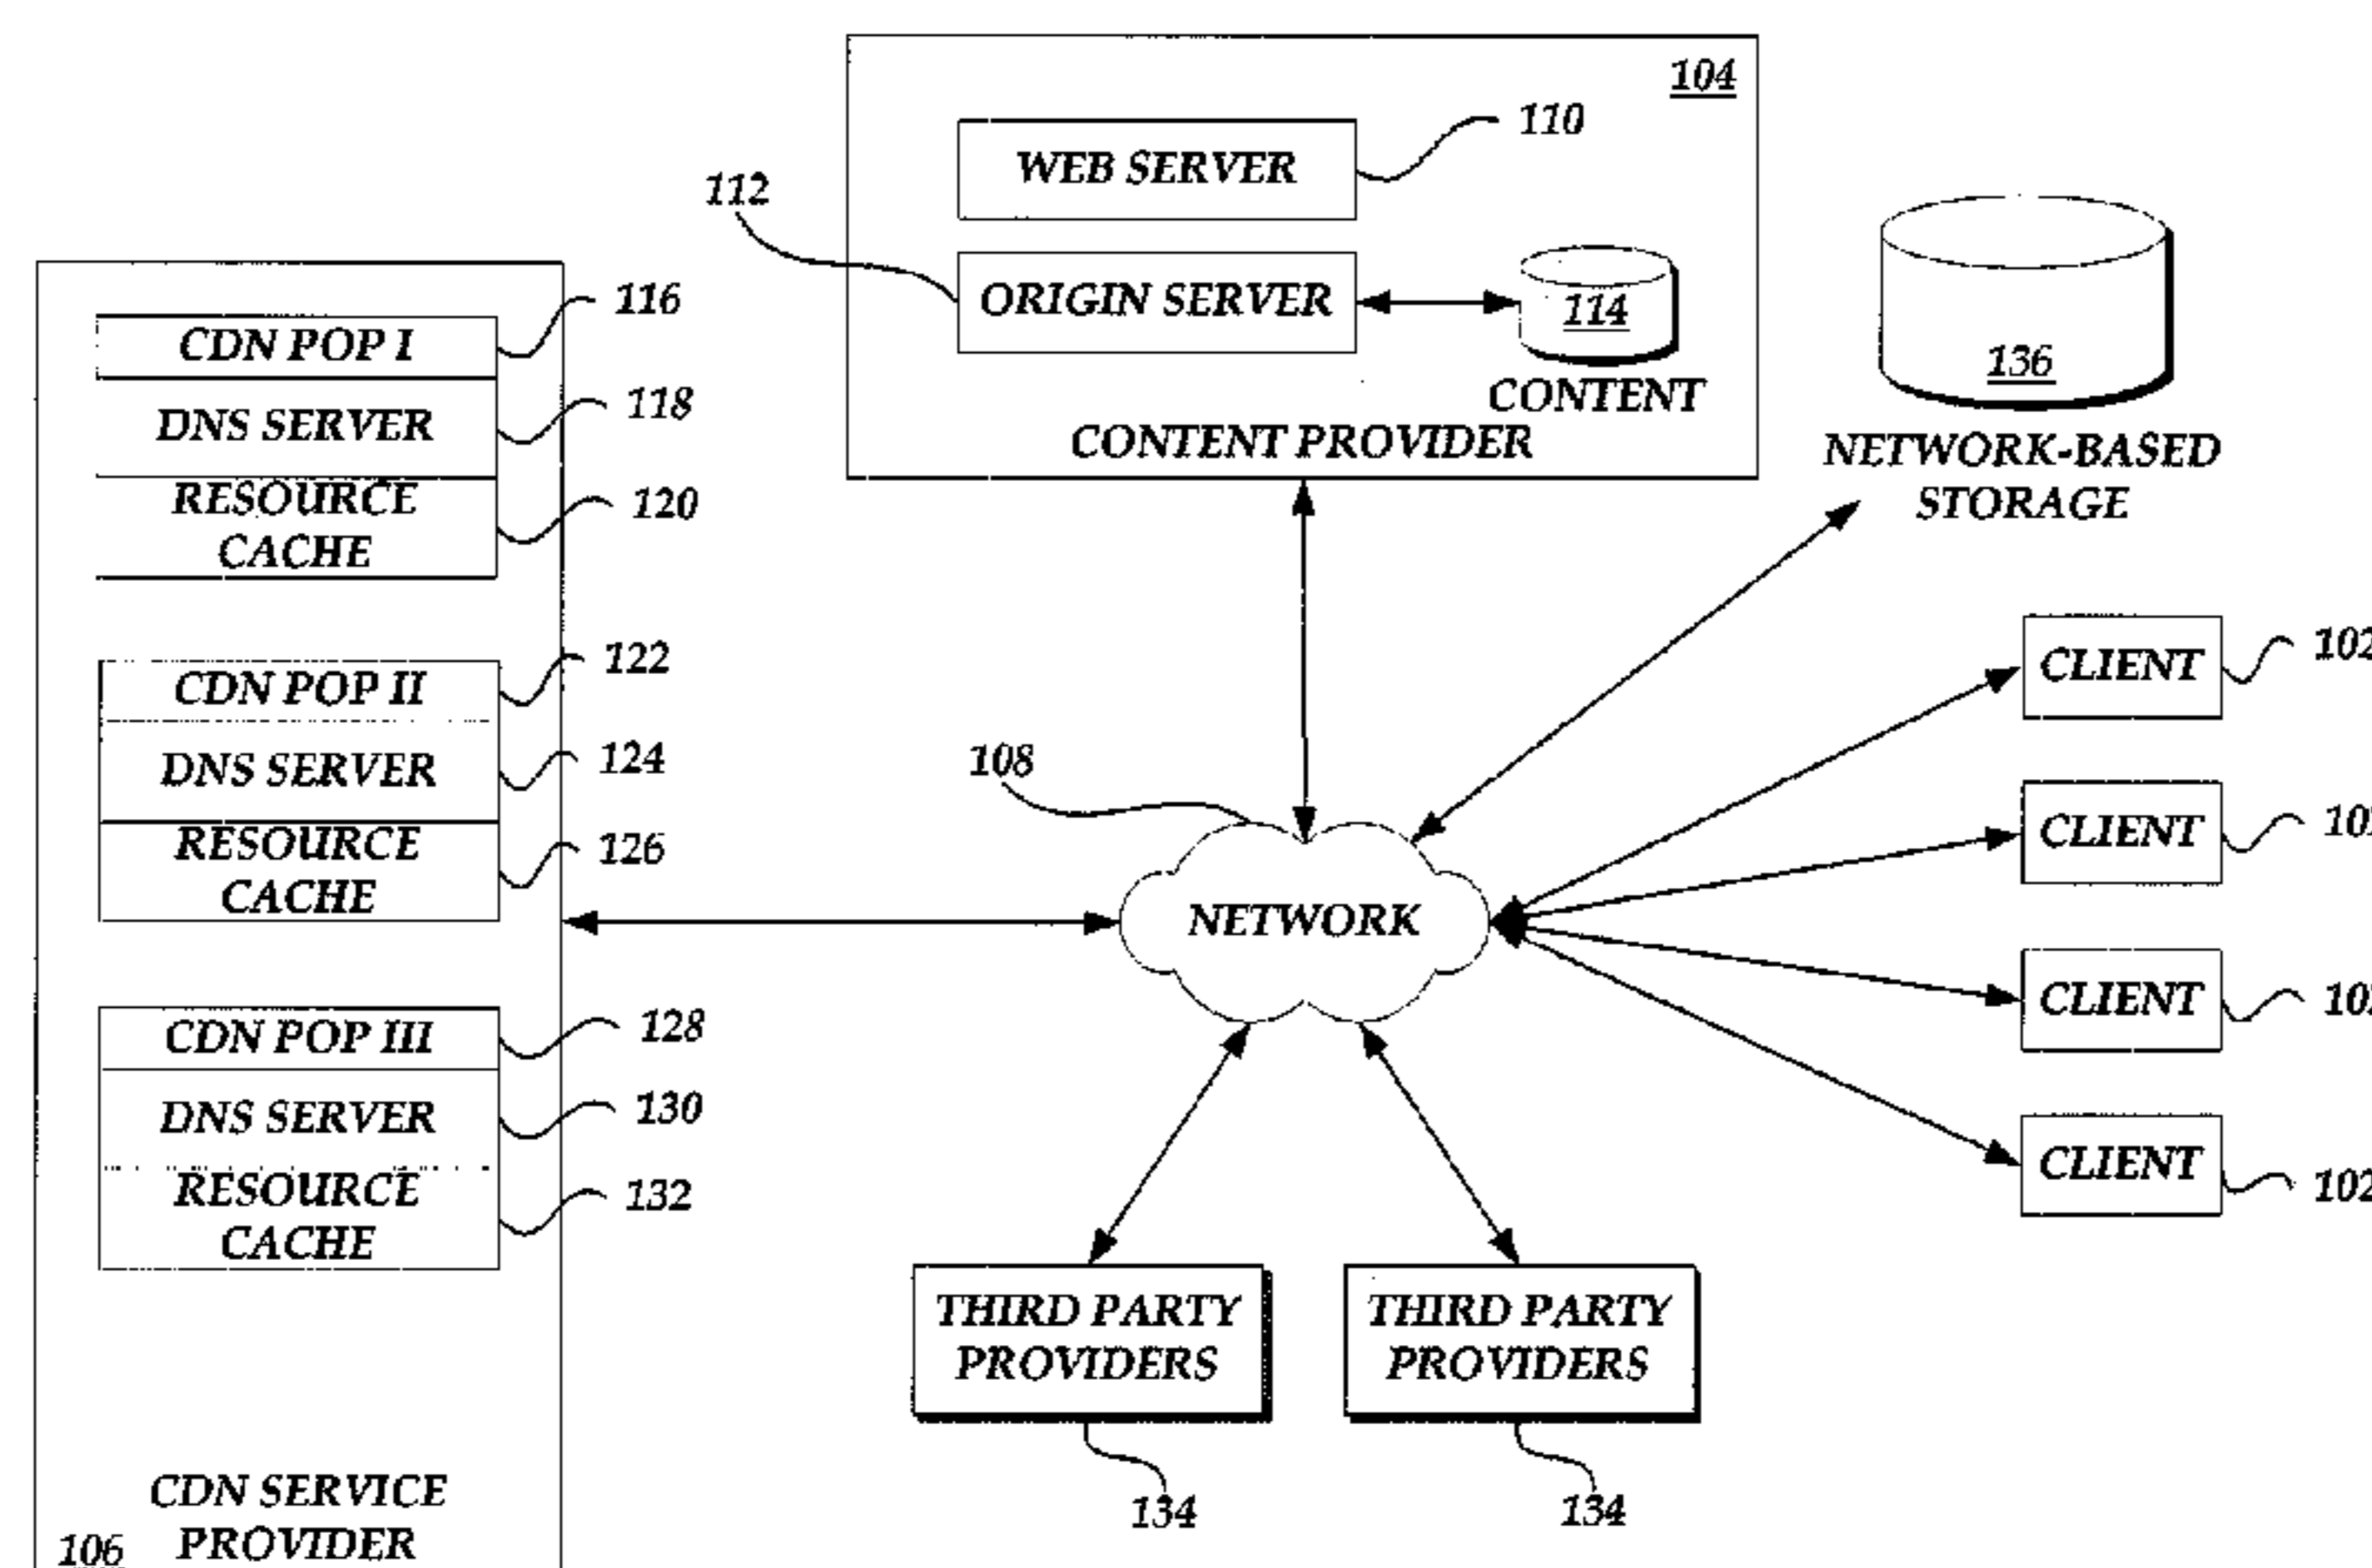 104
WEB SERVER
110
112
ORIGIN SERVER
114
CONTENT
CONTENT PROVIDER
136
NETWORK-BASED
STORAGE
CDN POP I
116
DNS SERVER
118
RESOURCE
CACHE
120
CDN POP II
122
DNS SERVER
124
RESOURCE
CACHE
126
CDN POP III
128
DNS SERVER
130
RESOURCE
CACHE
132
CDN SERVICE
PROVIDER
106
108
NETWORK
CLIENT
102
CLIENT
CLIENT
CLIENT
102
THIRD PARTY
PROVIDERS
134
THIRD PARTY
PROVIDERS
134